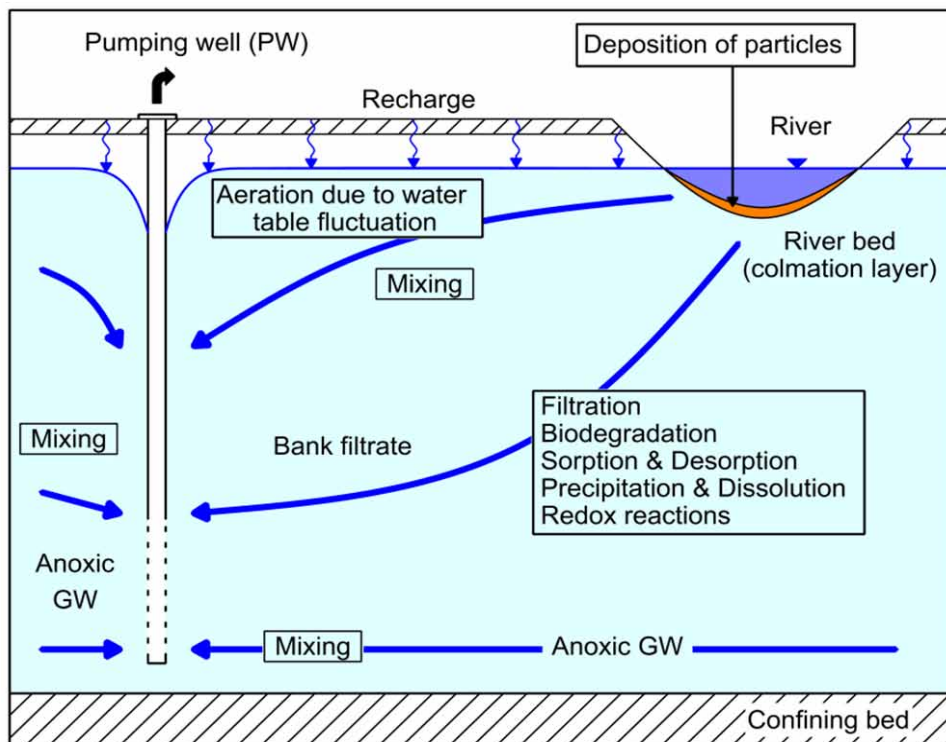 Pumping well (PW)
Deposition of particles
Recharge
River
Aeration due to water
table fluctuation
River bed
(colmation layer)
Mixing
Mixing
Bank filtrate
Filtration
Biodegradation
Sorption & Desorption
Precipitation & Dissolution
Redox reactions
Anoxic
GW
Mixing
Anoxic GW
Confining bed